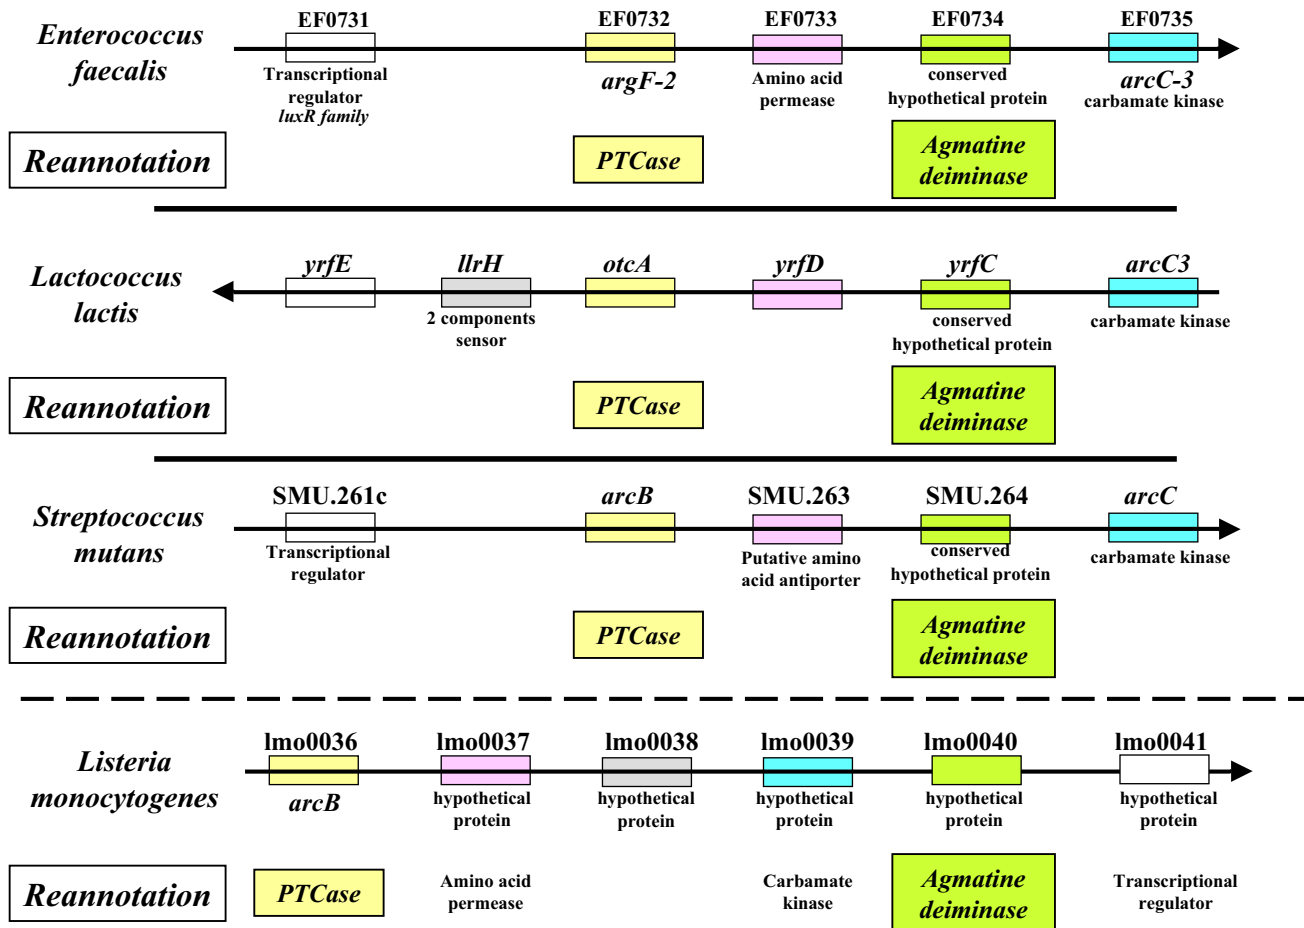 Enterococcus
faecalis
EF0731
EF0732
EF0733
EF0734
EF0735
Transcriptional
regulator
luxR family
argF-2
Amino acid
permease
conserved
hypothetical protein
arcC-3
carbamate kinase
Reannotation
PTCase
Agmatine
deiminase
Lactococcus
lactis
yrfE
llrH
otcA
yrfD
yrfC
arcC3
2 components
sensor
conserved
hypothetical protein
carbamate kinase
Reannotation
PTCase
Agmatine
deiminase
Streptococcus
mutans
SMU.261c
arcB
SMU.263
SMU.264
arcC
Transcriptional
regulator
Putative amino
acid antiporter
conserved
hypothetical protein
carbamate kinase
Reannotation
PTCase
Agmatine
deiminase
Listeria
monocytogenes
lmo0036
lmo0037
lmo0038
lmo0039
lmo0040
lmo0041
arcB
hypothetical
protein
hypothetical
protein
hypothetical
protein
hypothetical
protein
hypothetical
protein
Reannotation
PTCase
Amino acid
permease
Carbamate
kinase
Agmatine
deiminase
Transcriptional
regulator